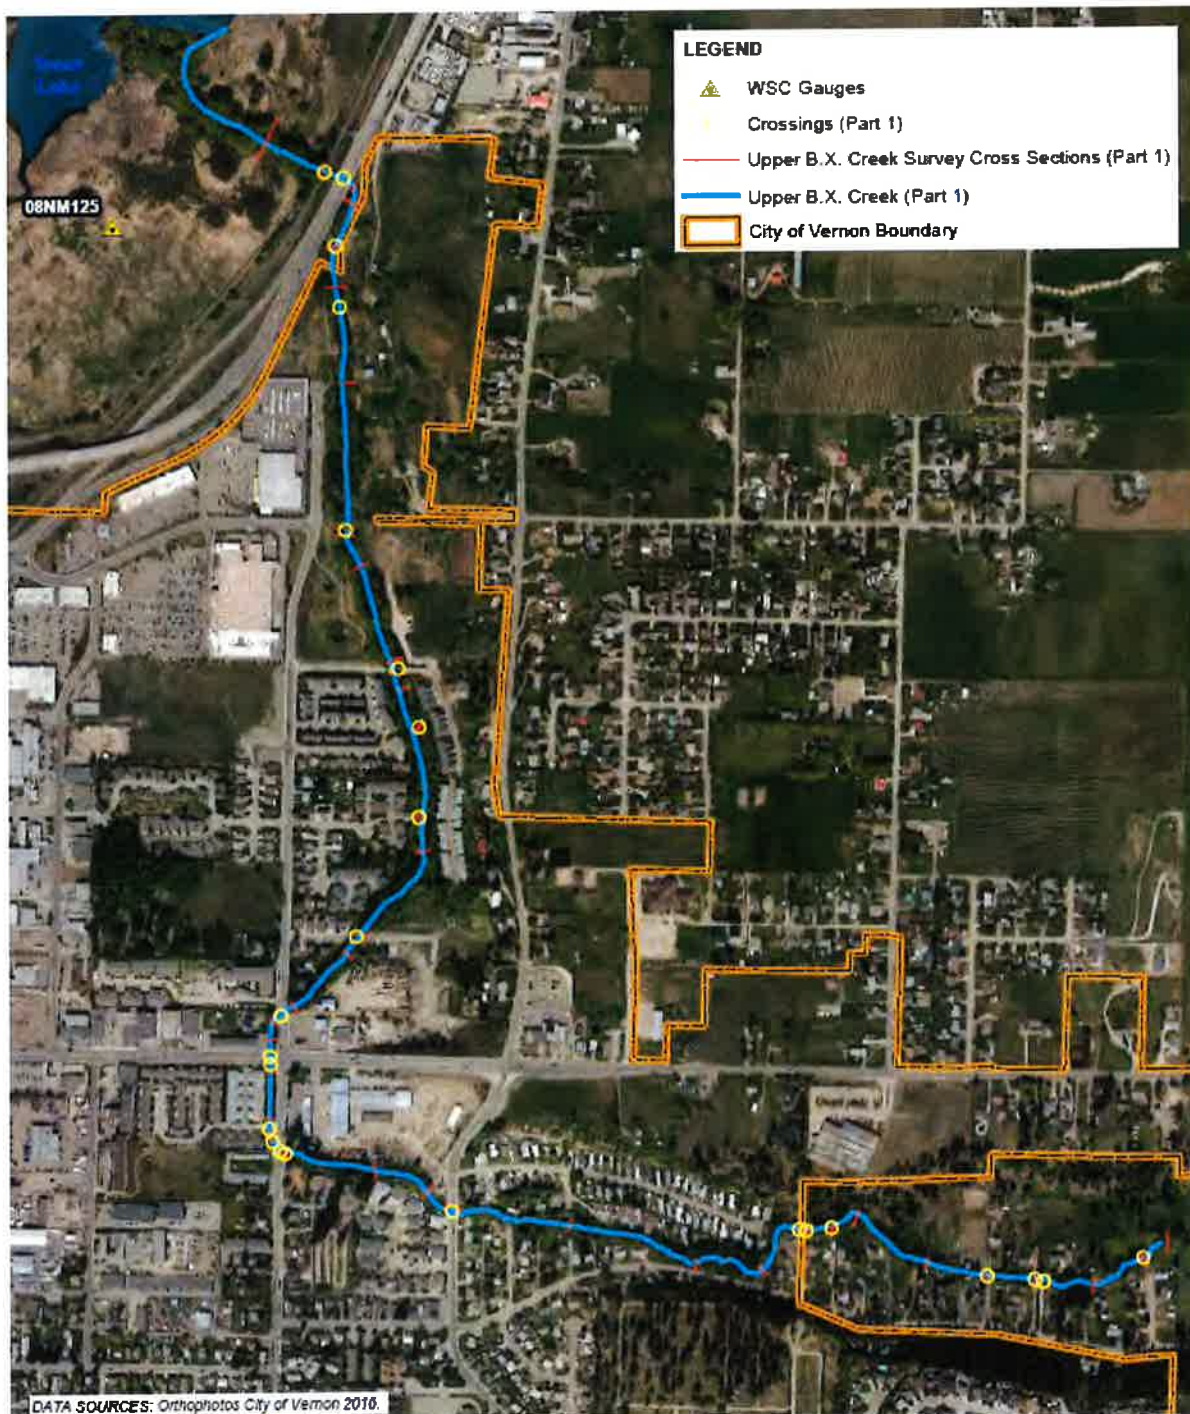 LEGEND
WSC Gauges
Crossings (Part 1)
Upper B.X. Creek Survey Cross Sections (Part 1)
Upper B.X. Creek (Part 1)
City of Vernon Boundary
Lake
08NM125
DATA SOURCES: Orthophotos City of Vernon 2016.